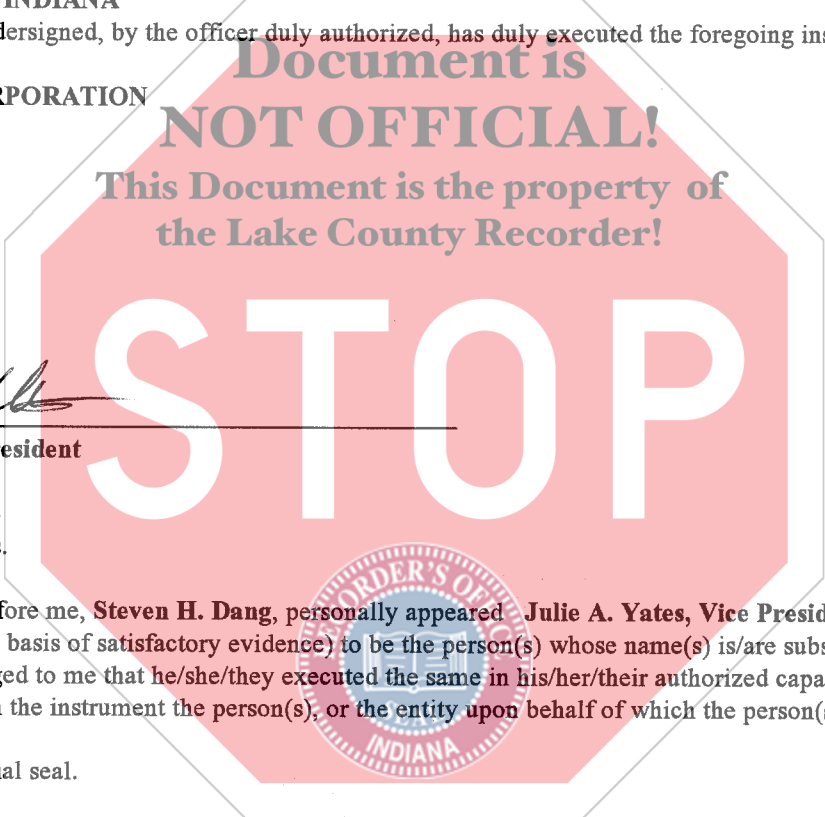 INDIANA
dersigned, by the officer duly authorized, has duly executed the foregoing ins
Document is
RPORATION
NOT OFFICIAL!
This Document is the property of
the Lake County Recorder!
STOP
esident
fore me, Steven H. Dang, personally appeared Julie A. Yates, Vice Presid
basis of satisfactory evidence) to be the person(s) whose name(s) is/are subs
ged to me that he/she/they executed the same in his/her/their authorized capa
the instrument the person(s), or the entity upon behalf of which the person(s
RECORDER'S OFFICE
SEAL
INDIANA
ial seal.